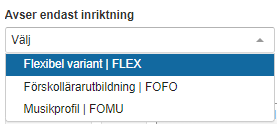 Avser endast inriktning
Välj
Flexibel variant | FLEX
Förskollärarutbildning | FOFO
Musikprofil | FOMU